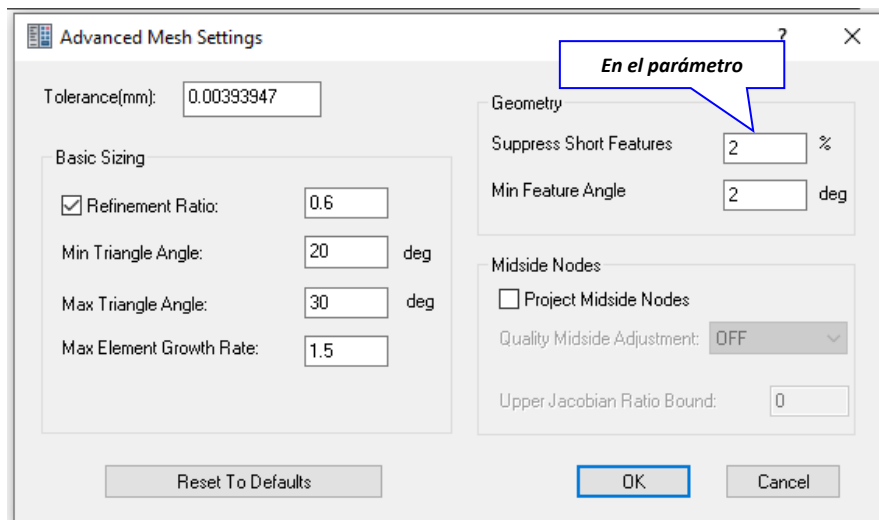 Advanced Mesh Settings
?
En el parámetro
Tolerance(mm): 0.00393947
Basic Sizing
Refinement Ratio: 0.6
Min Triangle Angle: 20 deg
Max Triangle Angle: 30 deg
Max Element Growth Rate: 1.5
Geometry
Suppress Short Features 2 %
Min Feature Angle 2 deg
Midside Nodes
Project Midside Nodes
Quality Midside Adjustment: OFF
Upper Jacobian Ratio Bound: 0
Reset To Defaults
OK
Cancel